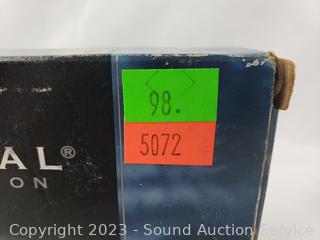 98.
5072
AL®
ON
Copyright 2023 - Sound Auction Service